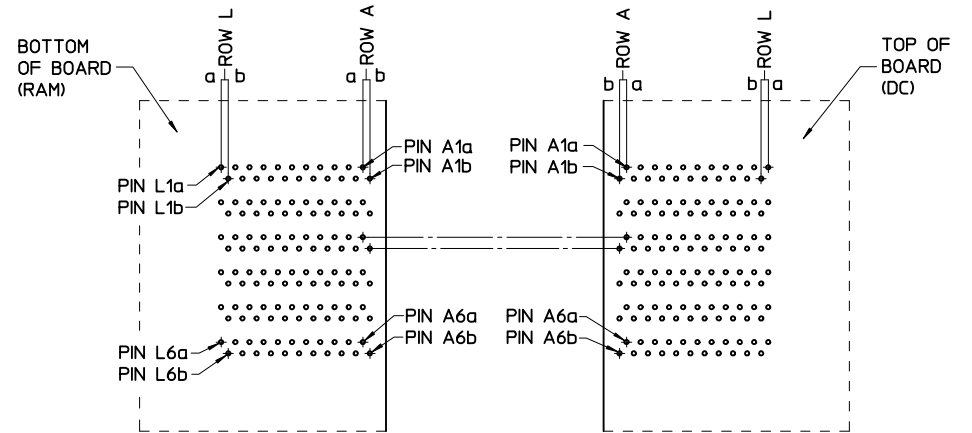 ROW L
ROW A
ROW A
ROW L
BOTTOM
OF BOARD
(RAM)
a b
a b
b a
b a
TOP OF
BOARD
(DC)
PIN A1a
PIN A1b
PIN A1a
PIN A1b
PIN L1a
PIN L1b
PIN A6a
PIN A6b
PIN A6a
PIN A6b
PIN L6a
PIN L6b